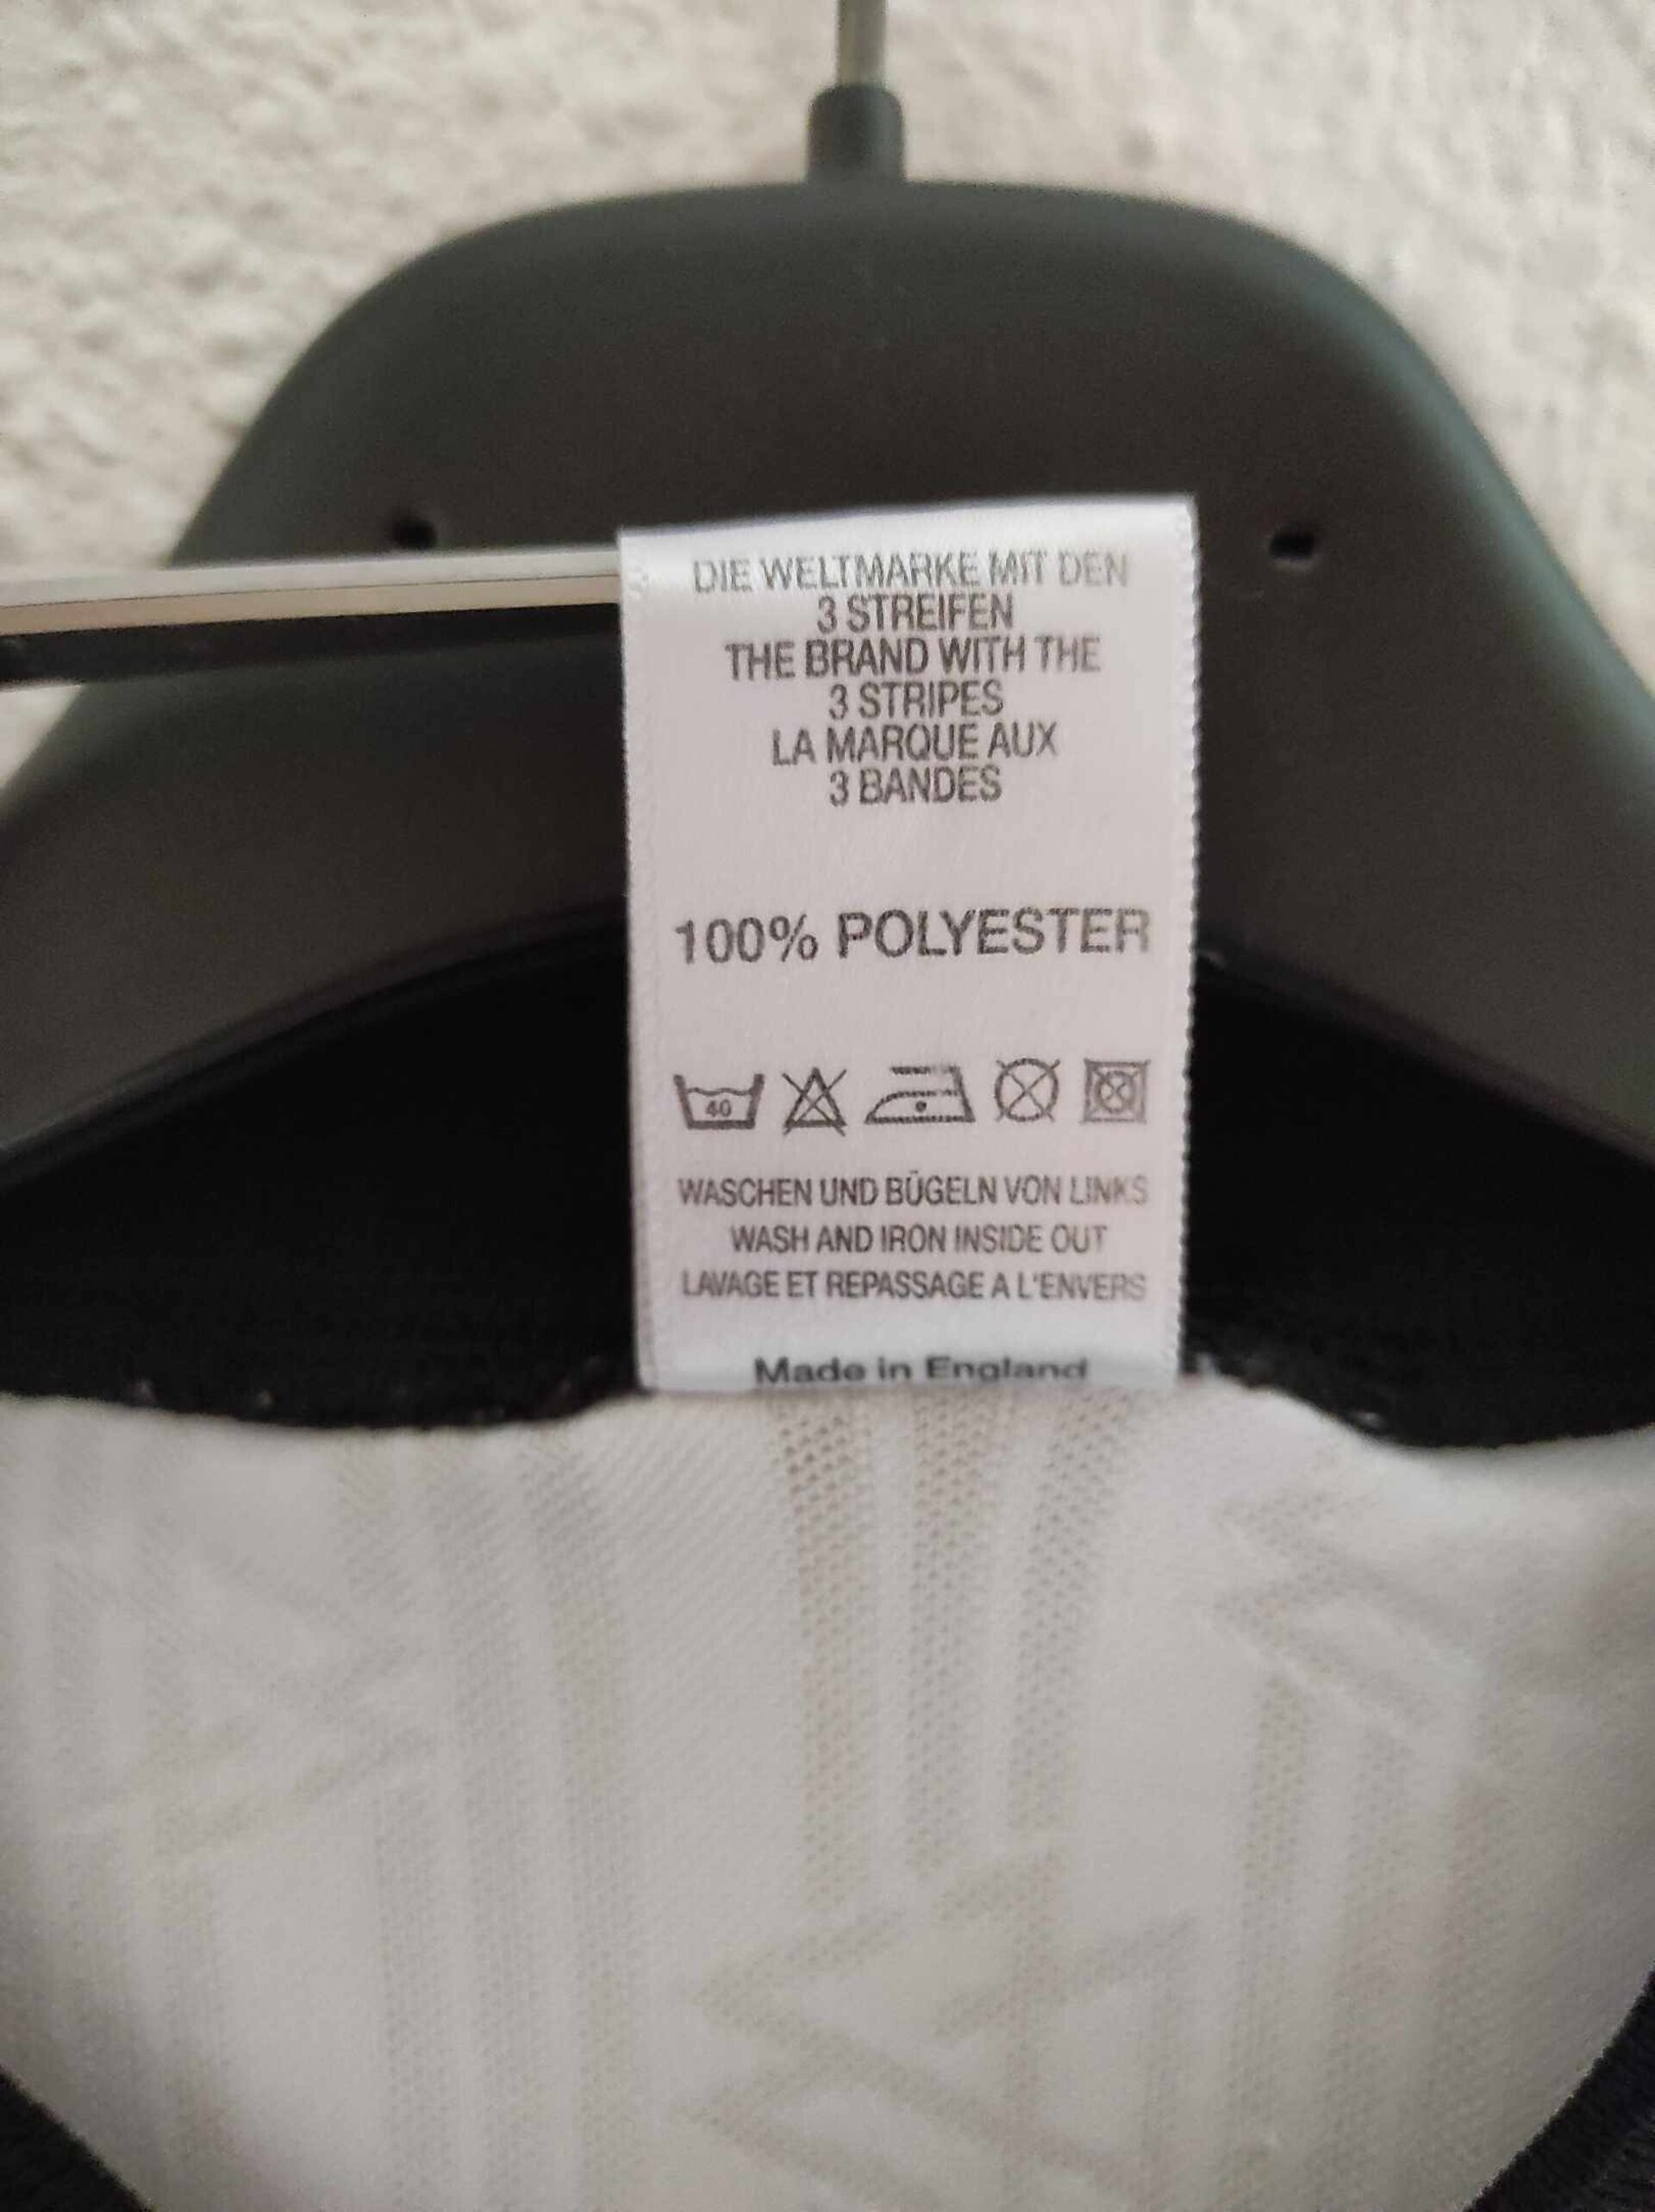 DIE WELTMARKE MIT DEN
3 STREIFEN
THE BRAND WITH THE
3 STRIPES
LA MARQUE AUX
3 BANDES
100% POLYESTER
40
WASCHEN UND BÜGELN VON LINKS
WASH AND IRON INSIDE OUT
LAVAGE ET REPASSAGE A L'ENVERS
Made in England